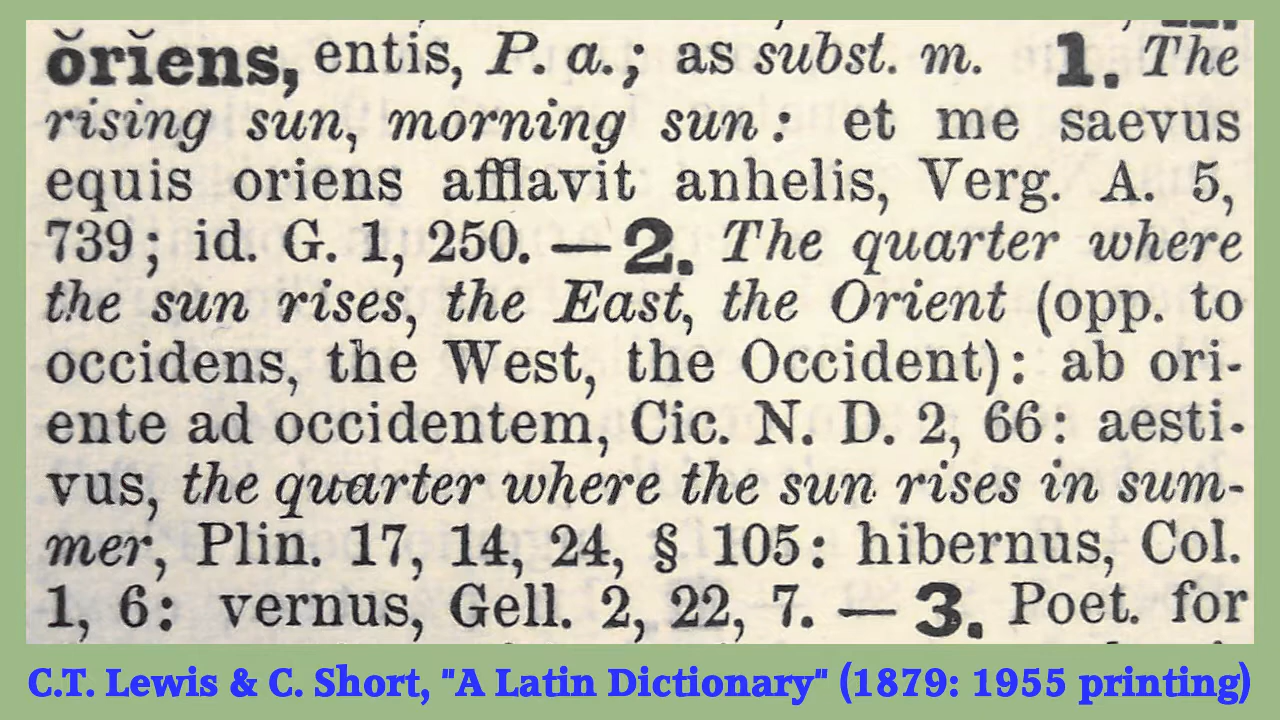 ŏrĭens, entis, P. a.; as subst. m. 1. The
rising sun, morning sun: et me saevus
equis oriens afflavit anhelis, Verg. A. 5,
739; id. G. 1, 250. — 2. The quarter where
the sun rises, the East, the Orient (opp. to
occidens, the West, the Occident): ab ori-
ente ad occidentem, Cic. N. D. 2, 66: aesti-
vus, the quarter where the sun rises in sum-
mer, Plin. 17, 14, 24, § 105: hibernus, Col.
1, 6: vernus, Gell. 2, 22, 7. — 3. Poet. for
C.T. Lewis & C. Short, "A Latin Dictionary" (1879: 1955 printing)